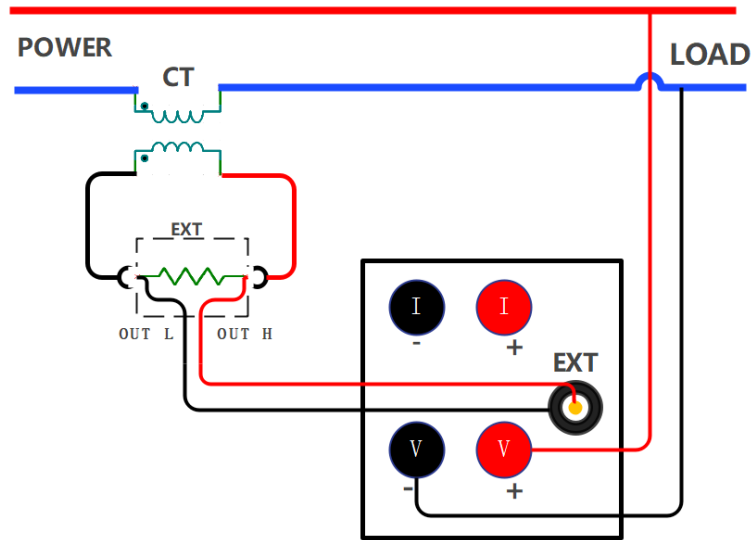 POWER
CT
LOAD
EXT
OUT L OUT H
I I
- +
EXT
V V
- +